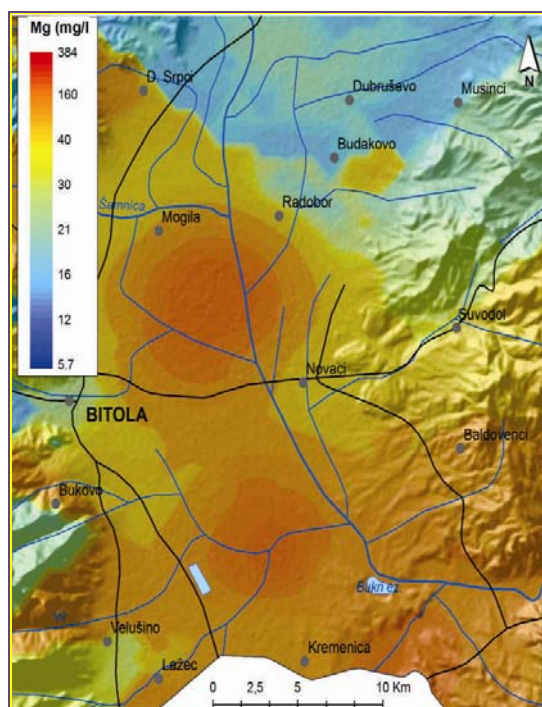 Mg (mg/l
384
160
40
30
21
16
12
5.7
N
D. Srpci
Dubruševo
Musinci
Budakovo
Šemnica
Radobor
Mogila
Suvodol
Novaci
BITOLA
Baldovenci
Bukovo
Bukri ez.
Velušino
Kremenica
Lažec
0 2,5 5 10 Km